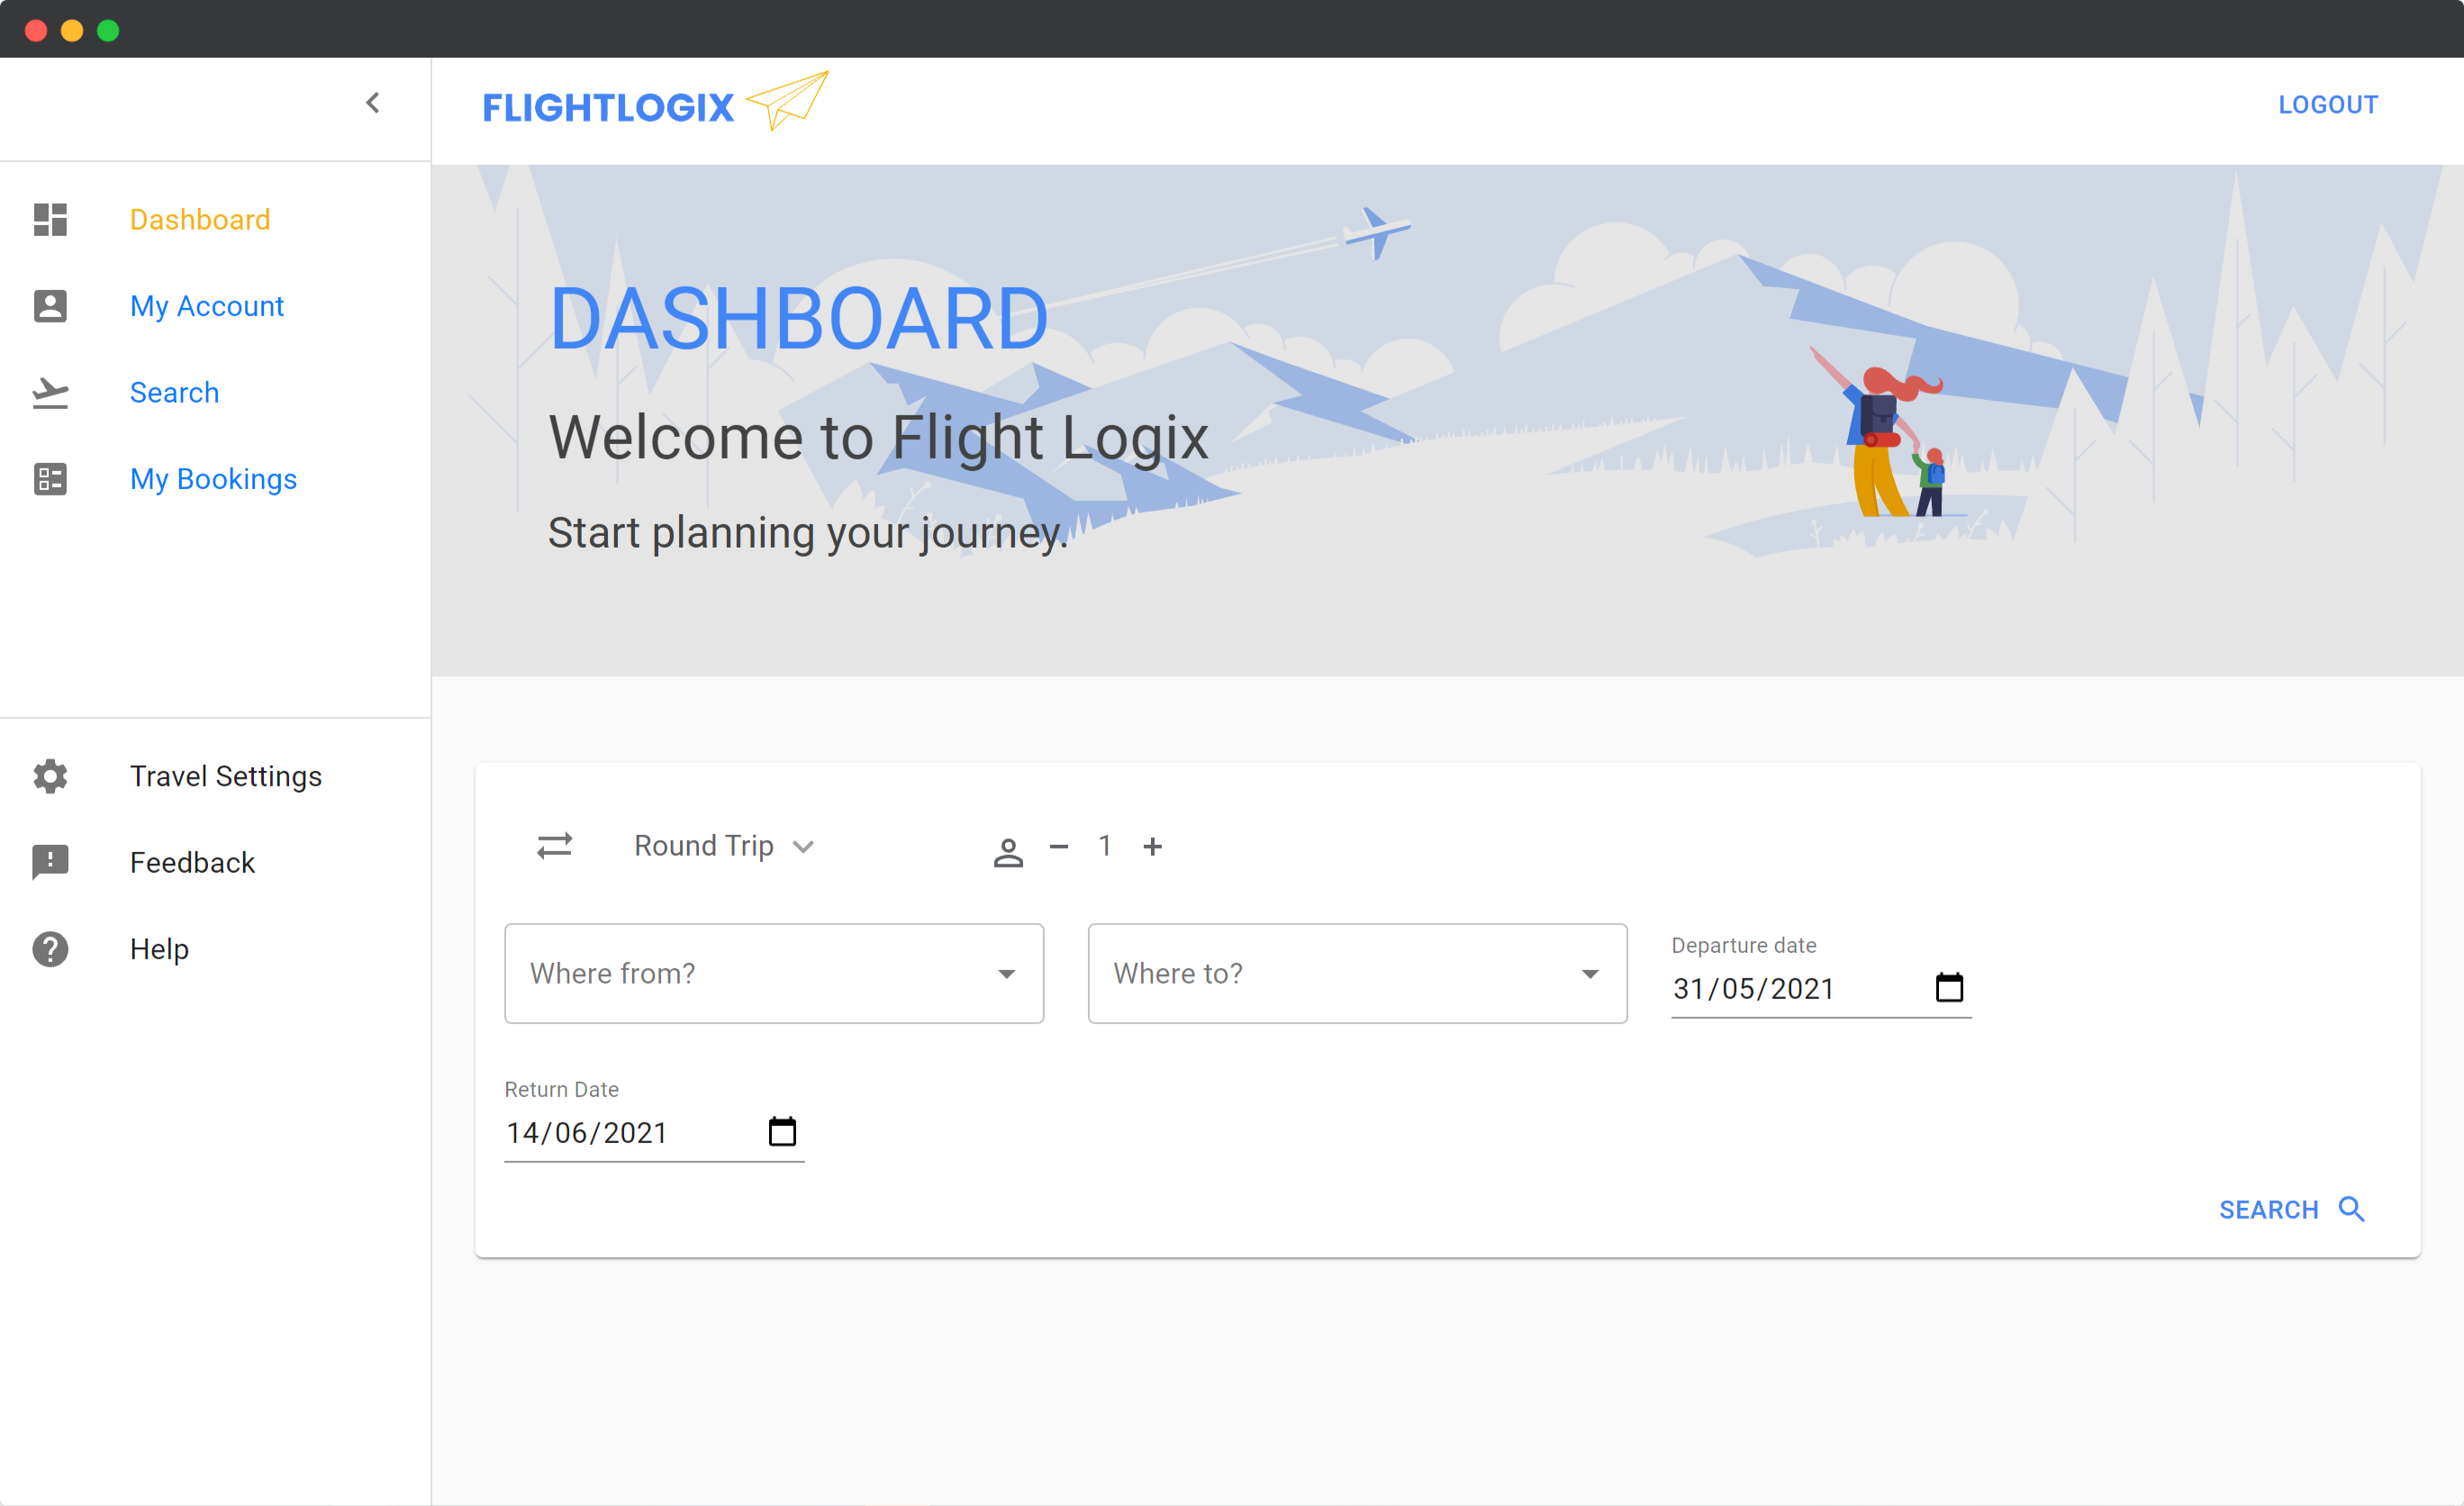 FLIGHTLOGIX
LOGOUT
Dashboard
My Account
Search
My Bookings
Travel Settings
Feedback
Help
DASHBOARD
Welcome to Flight Logix
Start planning your journey.
Round Trip
1
Where from?
Where to?
Departure date
31/05/2021
Return Date
14/06/2021
SEARCH